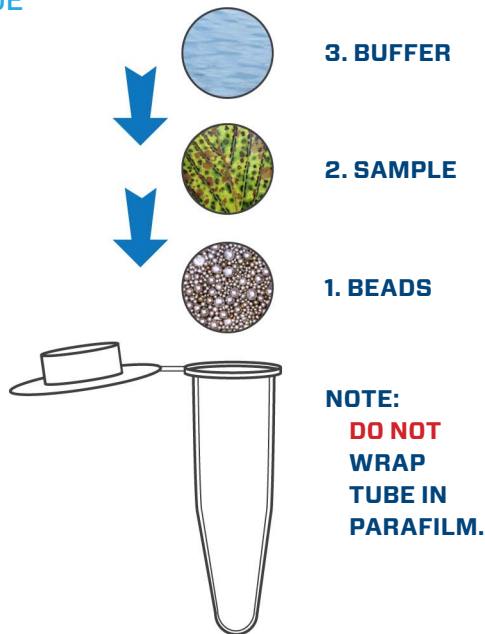 3. BUFFER
2. SAMPLE
1. BEADS
NOTE:
DO NOT
WRAP
TUBE IN
PARAFILM.